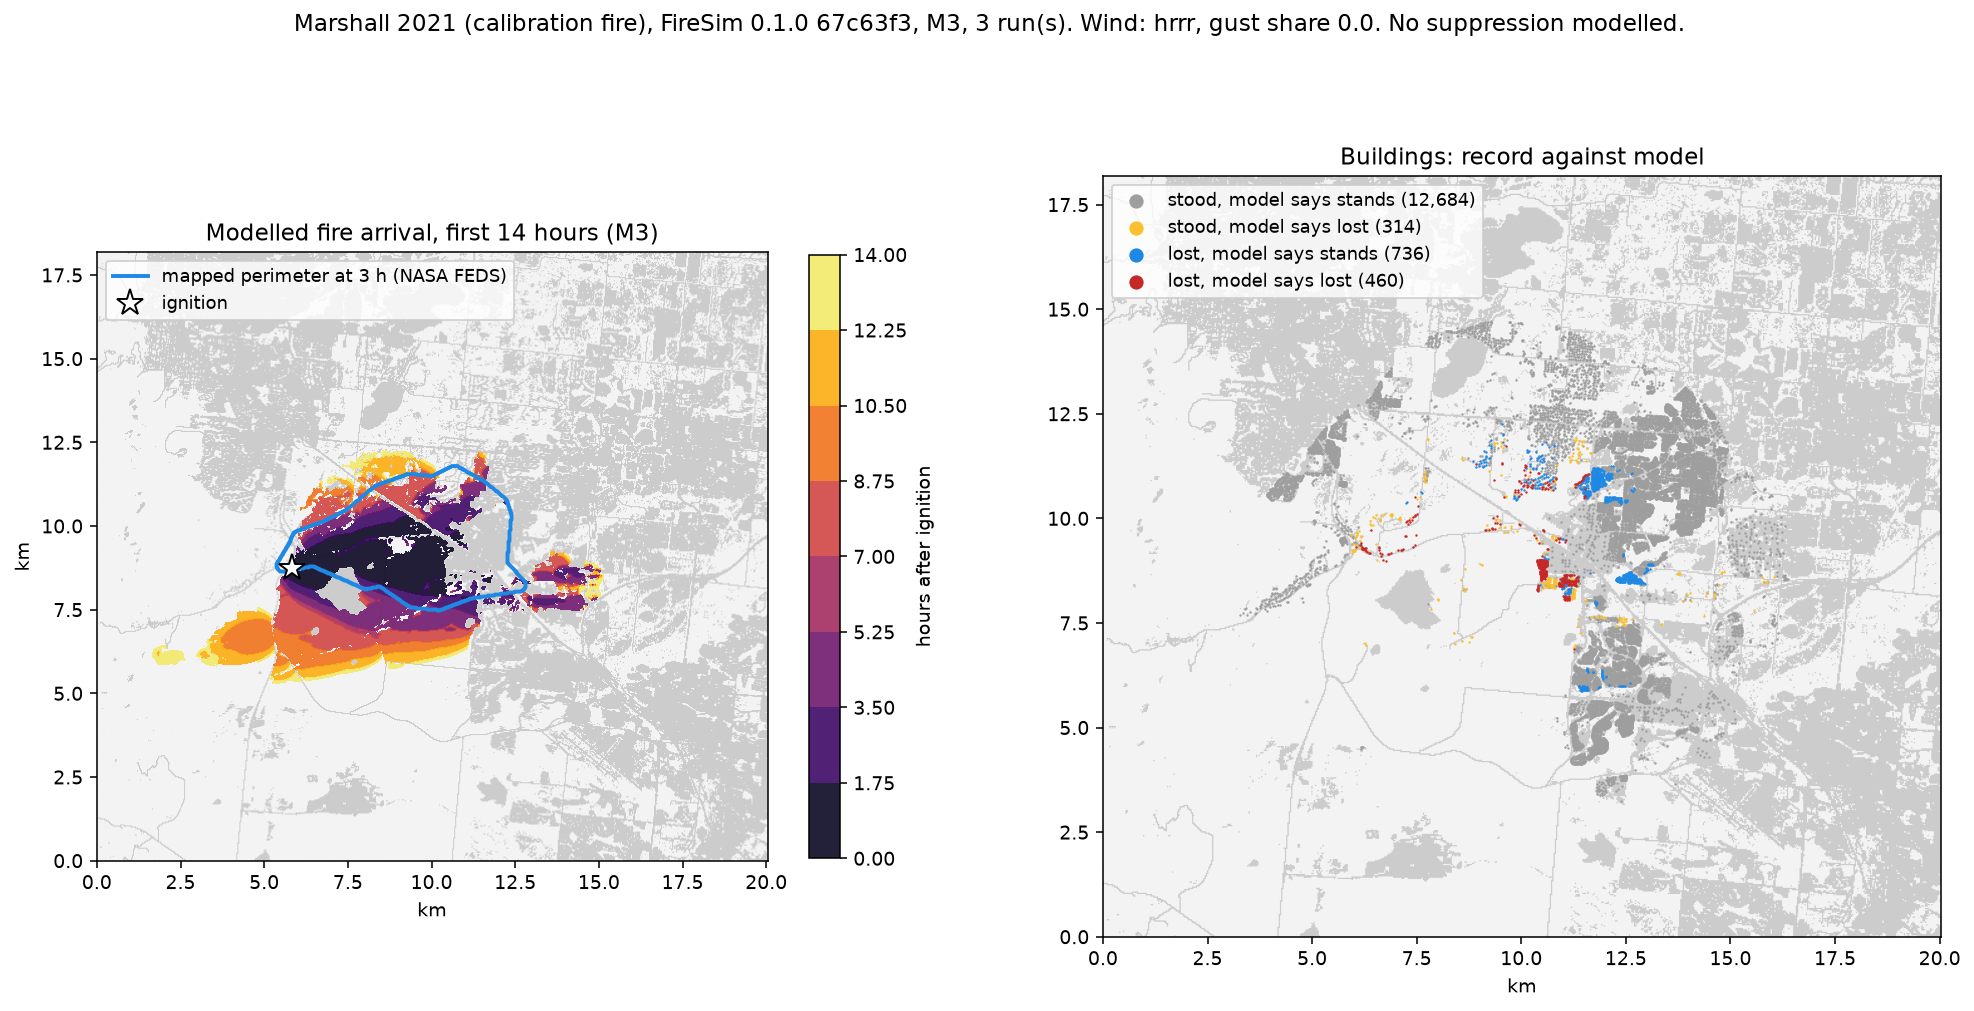 Marshall 2021 (calibration fire), FireSim 0.1.0 67c63f3, M3, 3 run(s). Wind: hrrr, gust share 0.0. No suppression modelled.
Modelled fire arrival, first 14 hours (M3)
mapped perimeter at 3 h (NASA FEDS)
ignition
17.5
15.0
12.5
10.0
7.5
5.0
2.5
0.0
km
0.0 2.5 5.0 7.5 10.0 12.5 15.0 17.5 20.0
km
14.00
12.25
10.50
8.75
7.00
5.25
3.50
1.75
0.00
hours after ignition
Buildings: record against model
stood, model says stands (12,684)
stood, model says lost (314)
lost, model says stands (736)
lost, model says lost (460)
17.5
15.0
12.5
10.0
7.5
5.0
2.5
0.0
0.0 2.5 5.0 7.5 10.0 12.5 15.0 17.5 20.0
km